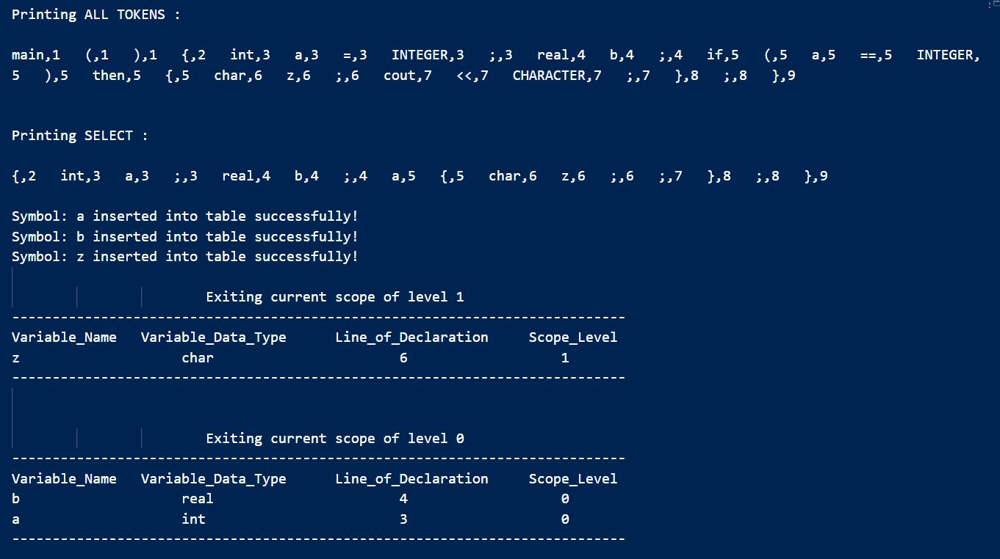 Printing ALL TOKENS :
main,1   (,1   ),1   {,2   int,3   a,3   =,3   INTEGER,3   ;,3   real,4   b,4   ;,4   if,5   (,5   a,5   ==,5   INTEGER,
5   ),5   then,5   {,5   char,6   z,6   ;,6   cout,7   <<,7   CHARACTER,7   ;,7   },8   ;,8   },9
Printing SELECT :
{,2   int,3   a,3   ;,3   real,4   b,4   ;,4   a,5   {,5   char,6   z,6   ;,6   ;,7   },8   ;,8   },9
Symbol: a inserted into table successfully!
Symbol: b inserted into table successfully!
Symbol: z inserted into table successfully!
Exiting current scope of level 1
----------------------------------------------------------------------------
Variable_Name   Variable_Data_Type      Line_of_Declaration     Scope_Level
z                    char                       6                   1
----------------------------------------------------------------------------
Exiting current scope of level 0
----------------------------------------------------------------------------
Variable_Name   Variable_Data_Type      Line_of_Declaration     Scope_Level
b                    real                       4                   0
a                    int                        3                   0
----------------------------------------------------------------------------